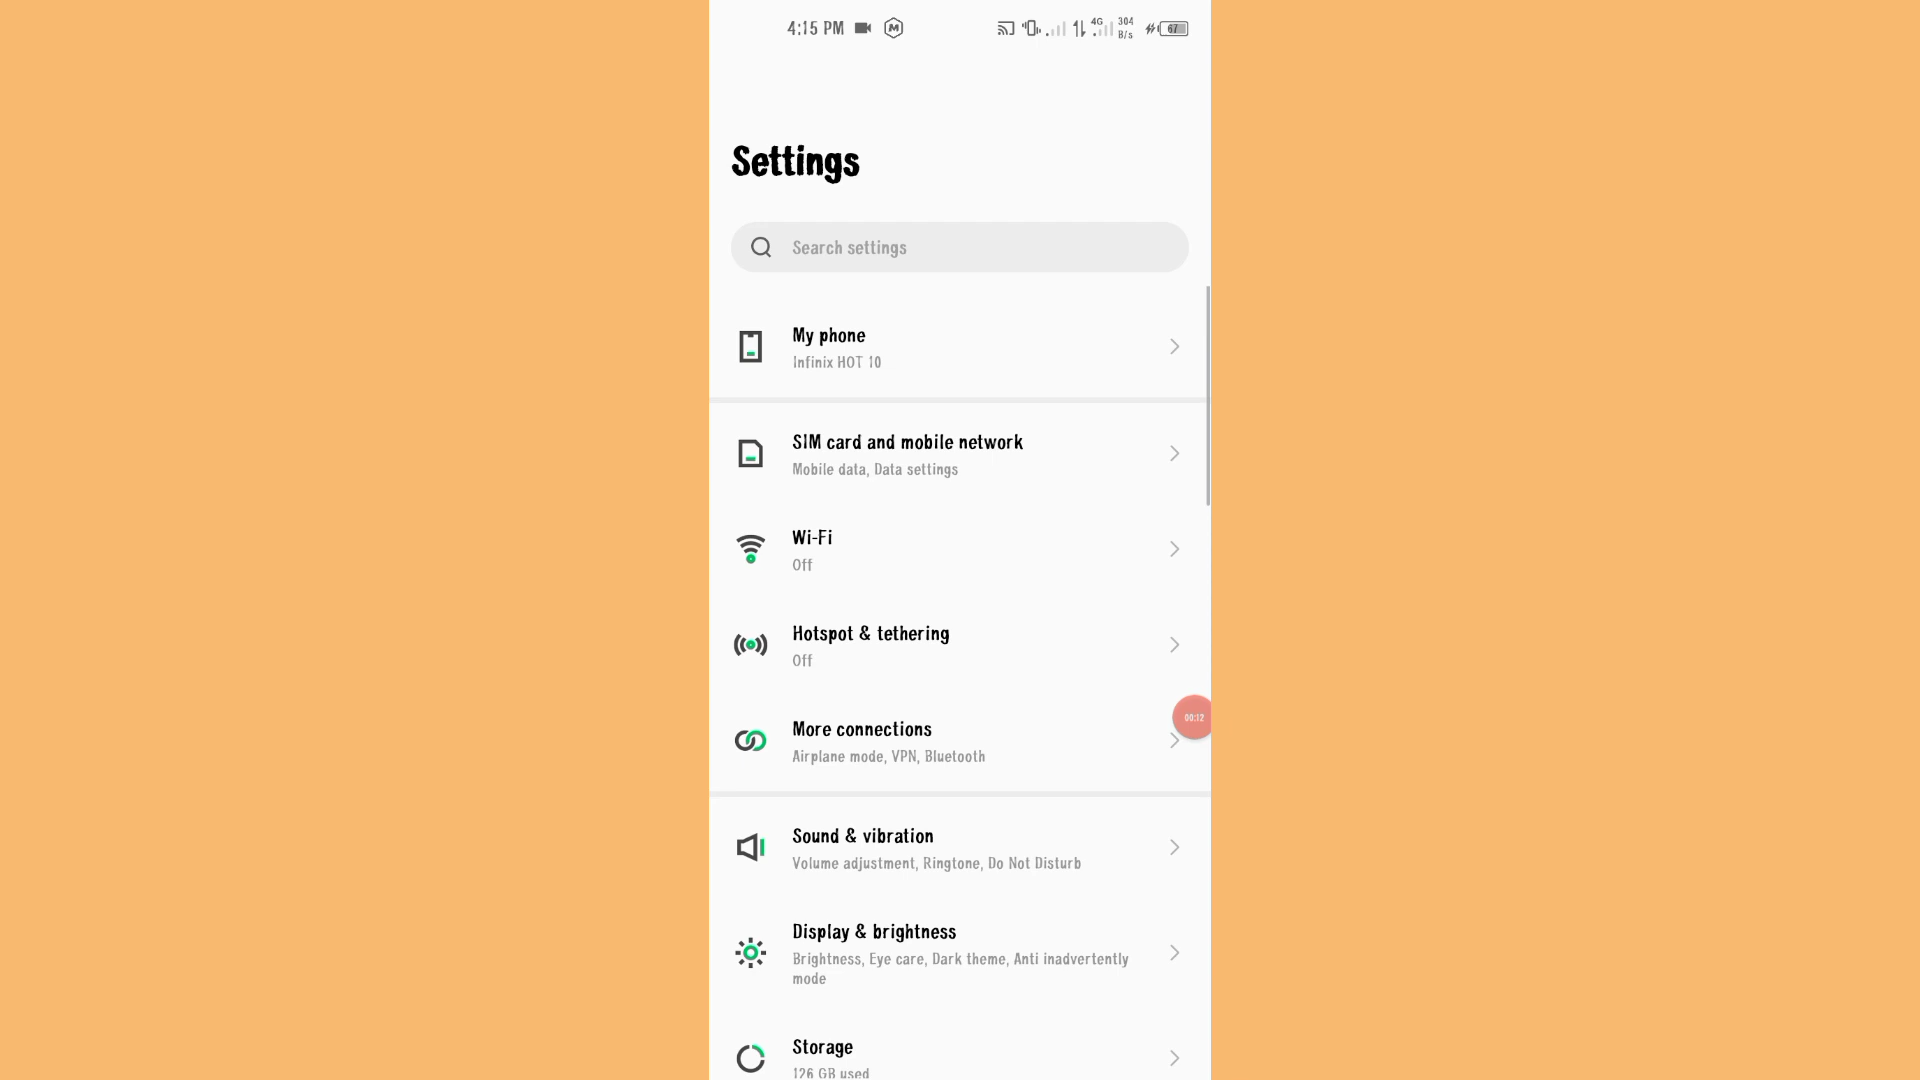 4:15 PM
4G 304 B/s 67
Settings
Search settings
My phone
Infinix HOT 10
SIM card and mobile network
Mobile data, Data settings
Wi-Fi
Off
Hotspot & tethering
Off
00:12
More connections
Airplane mode, VPN, Bluetooth
Sound & vibration
Volume adjustment, Ringtone, Do Not Disturb
Display & brightness
Brightness, Eye care, Dark theme, Anti inadvertently
mode
Storage
126 GB used